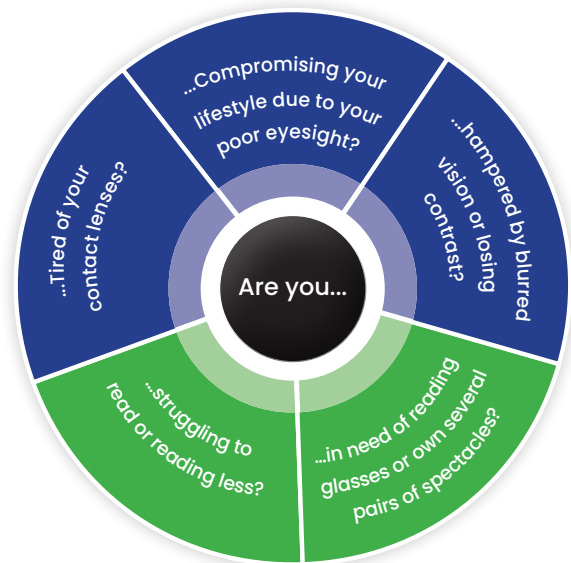 Are you...
...Compromising your
lifestyle due to your
poor eyesight?
...hampered by blurred
vision or losing
contrast?
...in need of reading
glasses or own several
pairs of spectacles?
...struggling to
read or reading less?
...Tired of your
contact lenses?